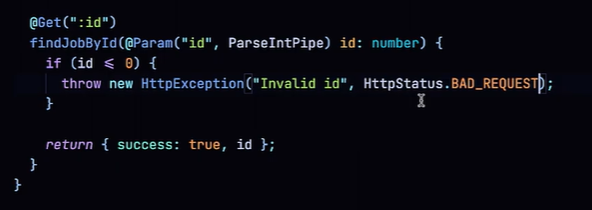 @Get(":id")
findJobById(@Param("id", ParseIntPipe) id: number) {
if (id <= 0) {
throw new HttpException("Invalid id", HttpStatus.BAD_REQUEST);
}
return { success: true, id };
}
}